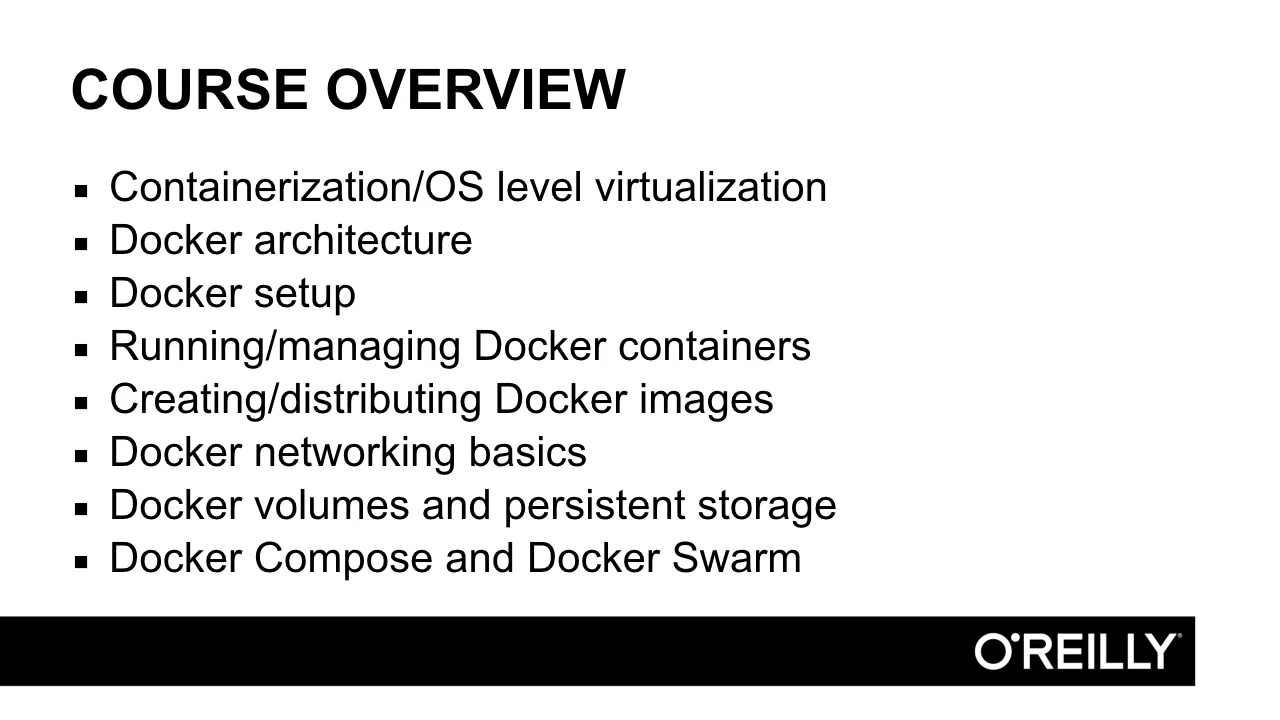 COURSE OVERVIEW
▪ Containerization/OS level virtualization
▪ Docker architecture
▪ Docker setup
▪ Running/managing Docker containers
▪ Creating/distributing Docker images
▪ Docker networking basics
▪ Docker volumes and persistent storage
▪ Docker Compose and Docker Swarm
O'REILLY®